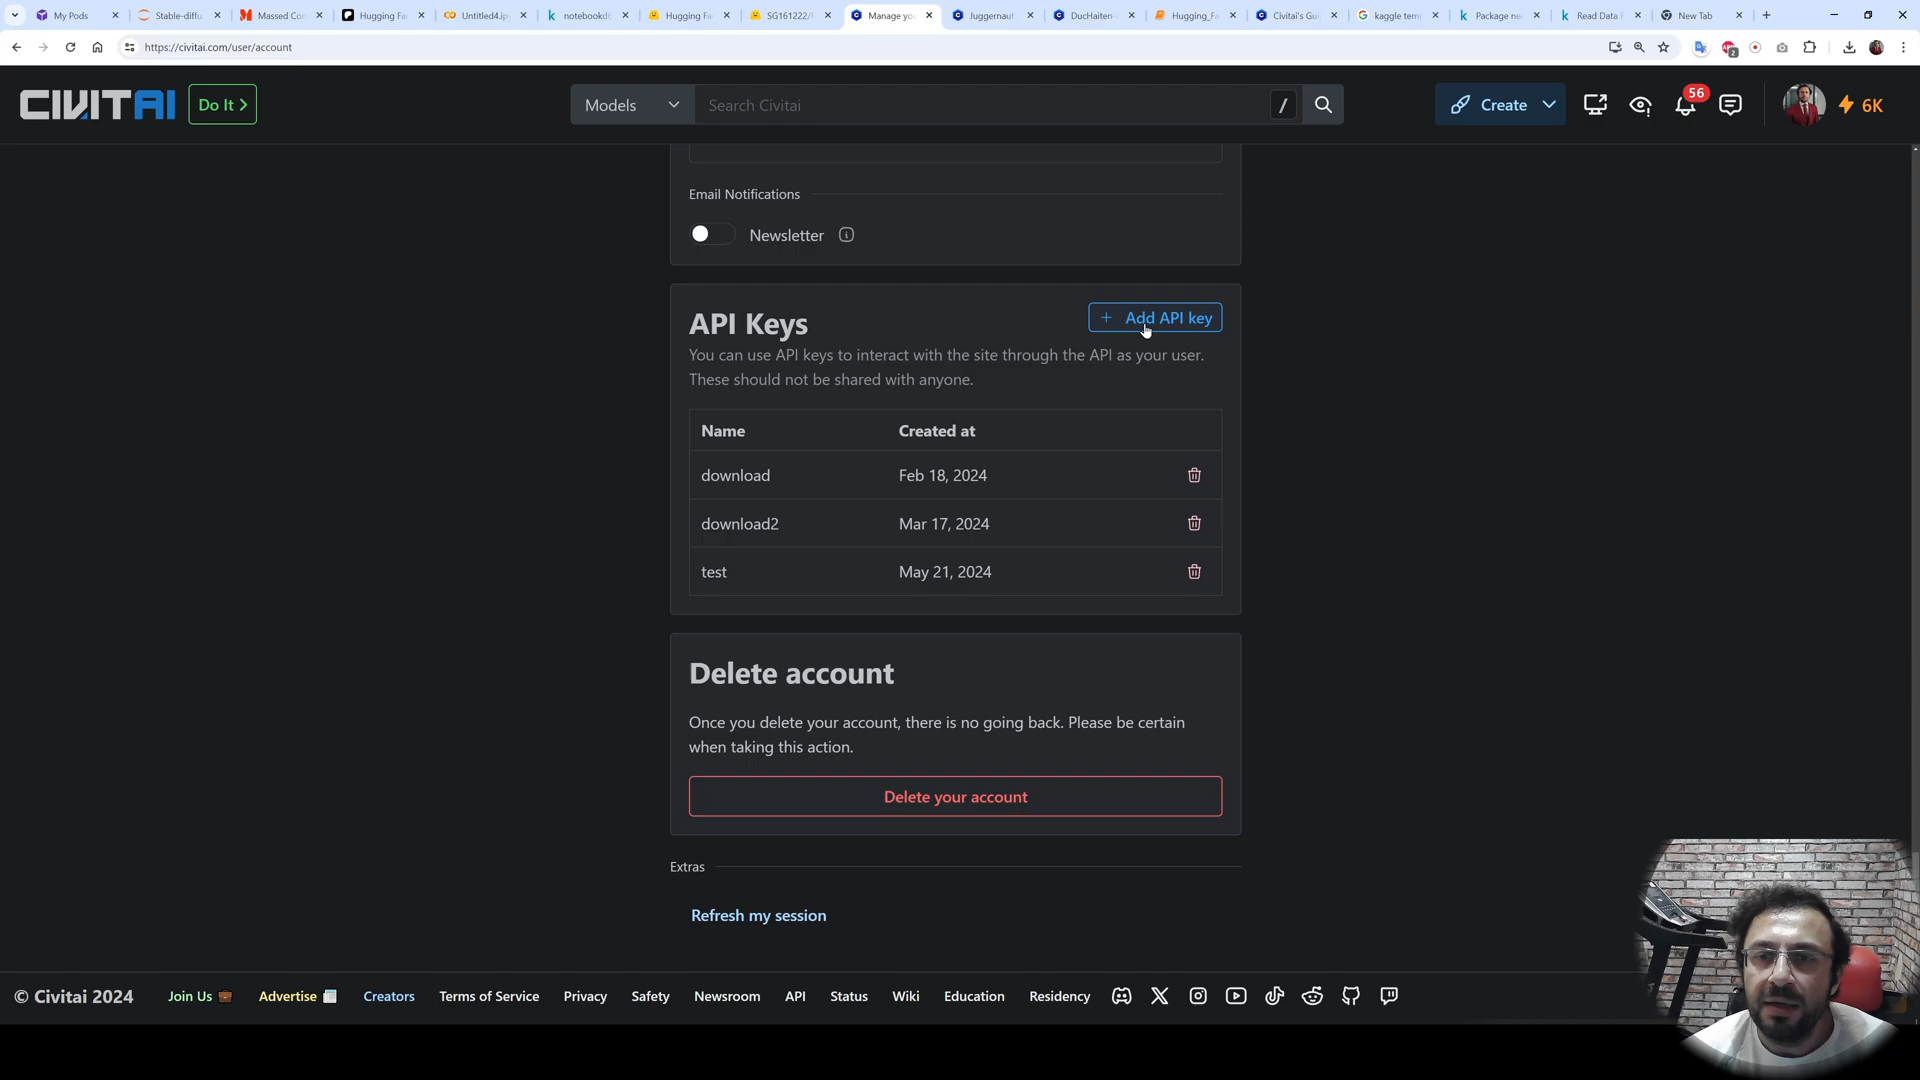 My Pods
Stable-diffu
Massed Co
Hugging Fa
Untitled4.ip
notebookd6
Hugging Fa
SG161222/
Manage yo
Juggernaut
DucHaiten-
Hugging_Fa
Civitai's Gui
kaggle tem
Package ne
Read Data F
New Tab
https://civitai.com/user/account
CIVITAI
Do It
Models
Search Civitai
/
Create
56
6K
Email Notifications
Newsletter
API Keys
+ Add API key
You can use API keys to interact with the site through the API as your user.
These should not be shared with anyone.
Name Created at
download Feb 18, 2024
download2 Mar 17, 2024
test May 21, 2024
Delete account
Once you delete your account, there is no going back. Please be certain
when taking this action.
Delete your account
Extras
Refresh my session
© Civitai 2024 Join Us Advertise Creators Terms of Service Privacy Safety Newsroom API Status Wiki Education Residency